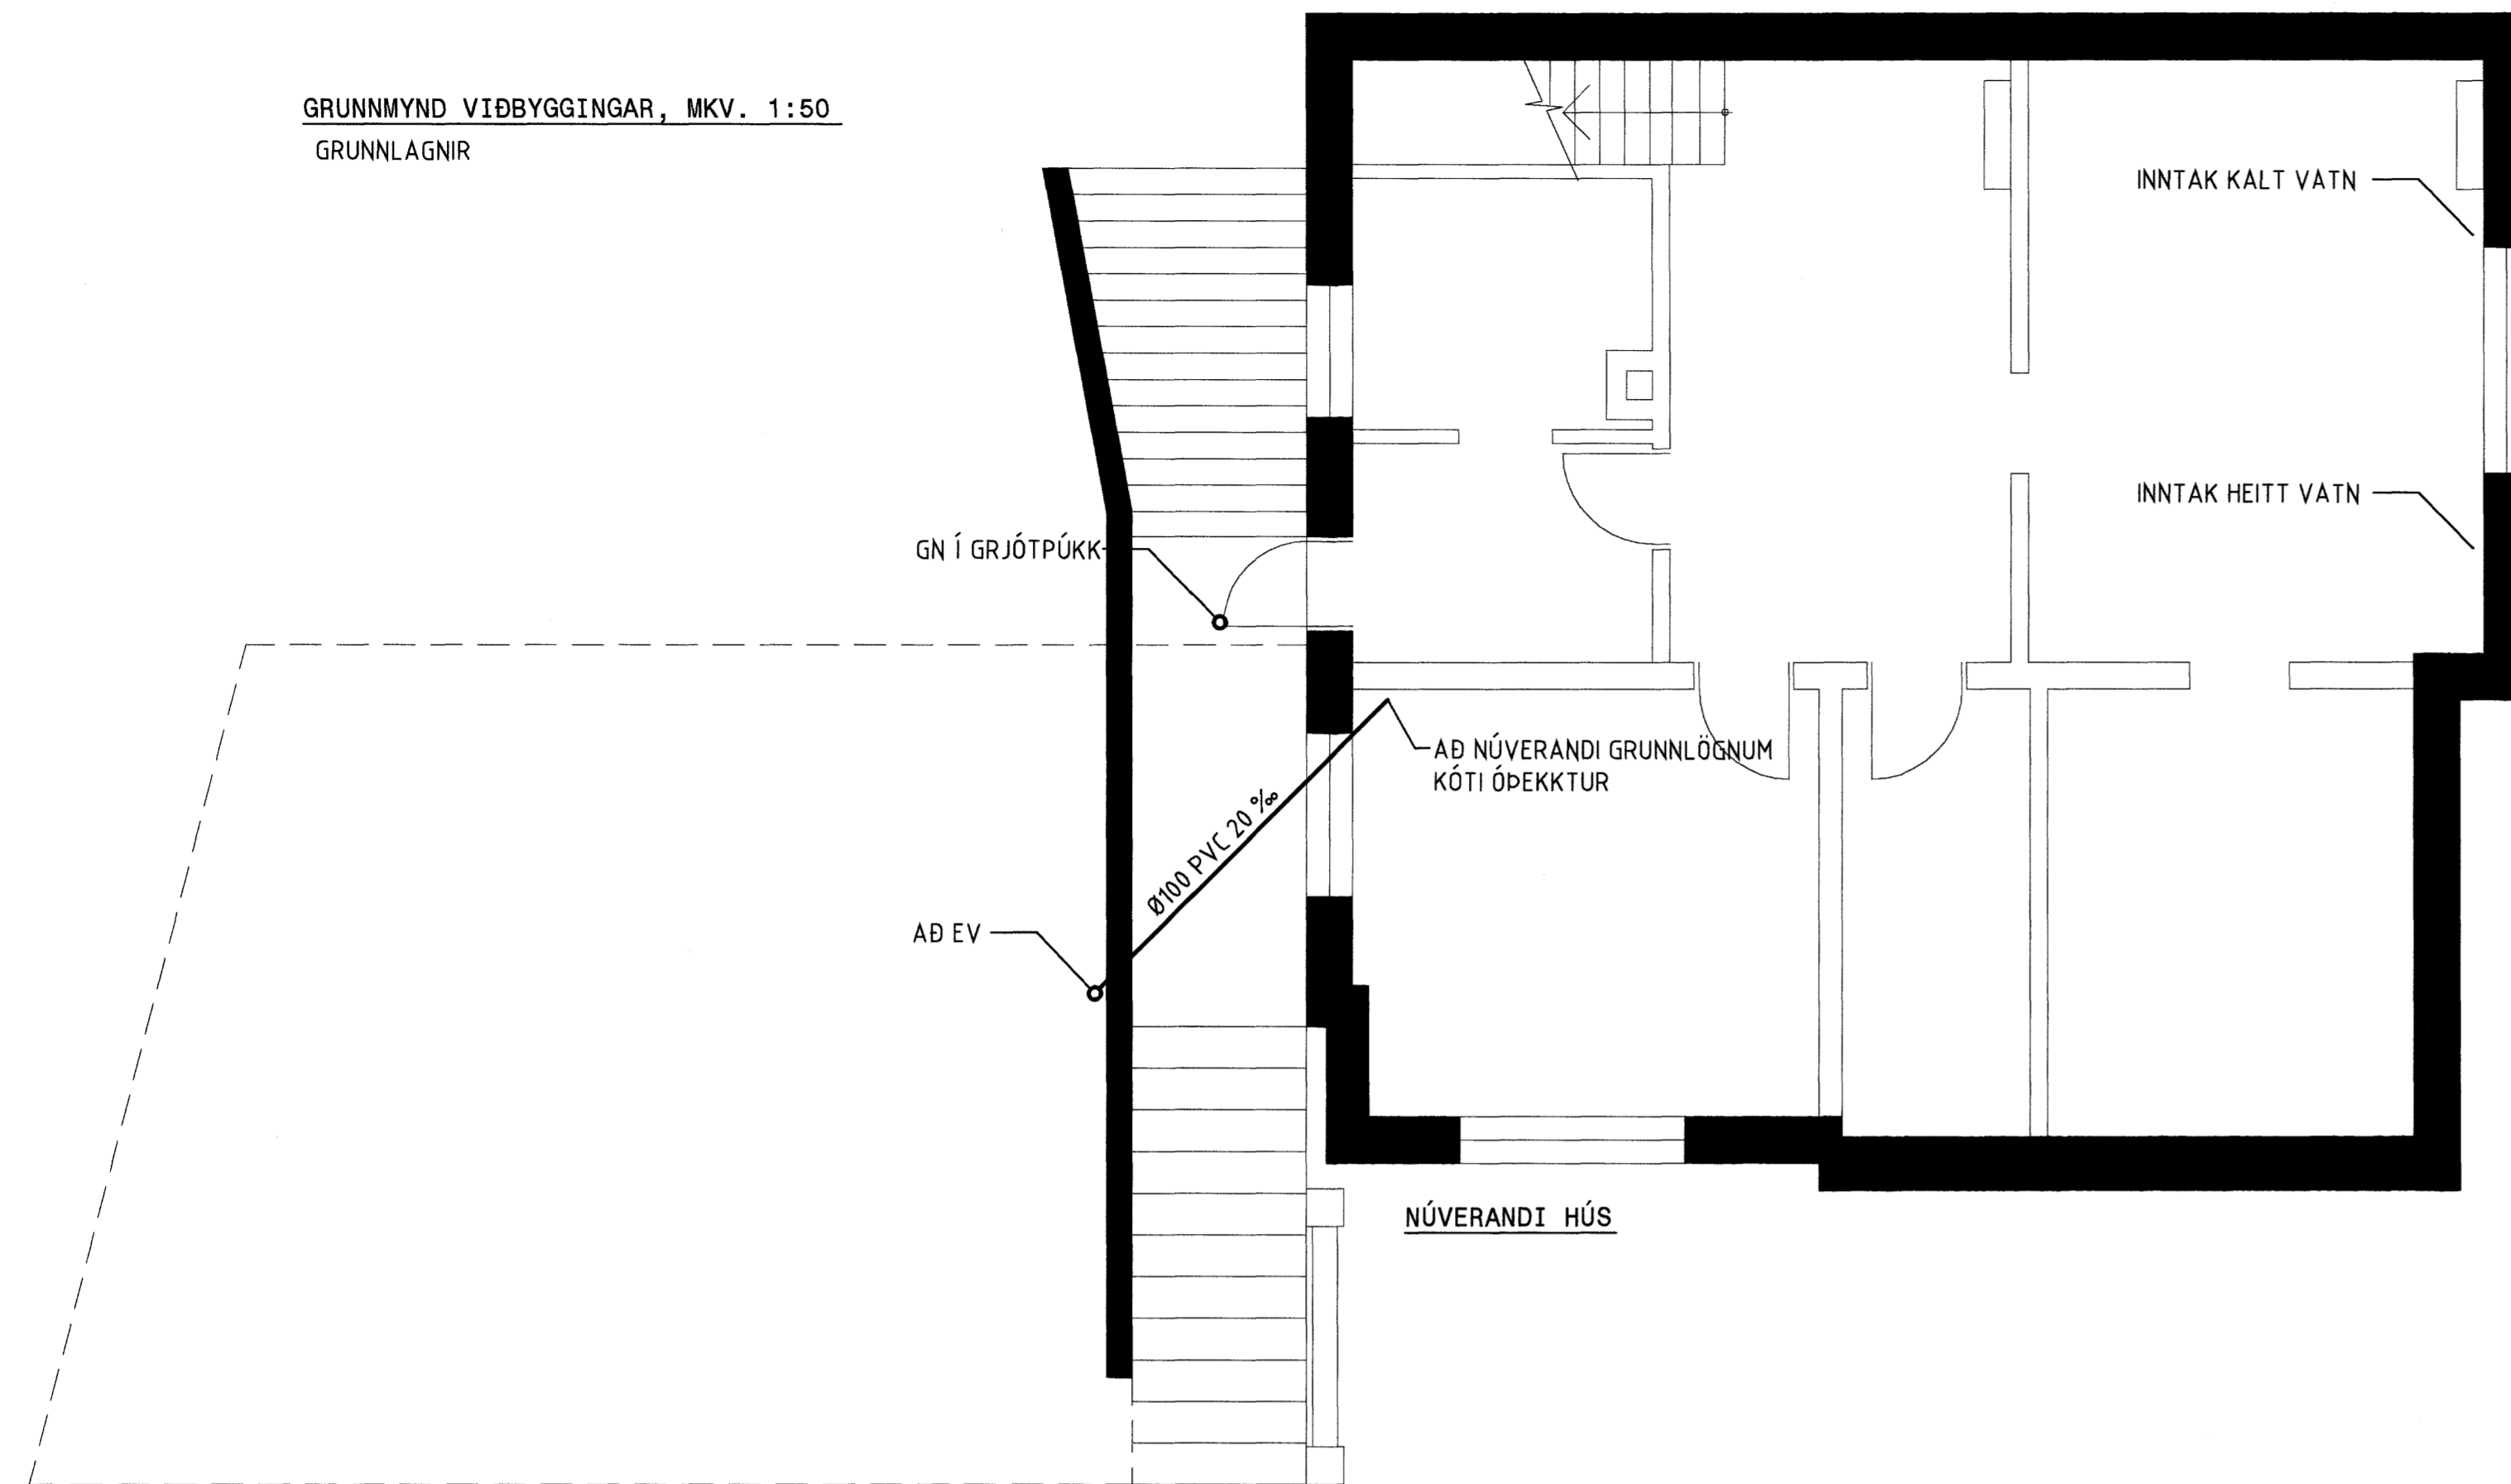 GRUNNMYND VIÐBYGGINGAR, MKV. 1:50
GRUNNLAGNIR
INNTAK KALT VATN
INNTAK HEITT VATN
GN Í GRJÓTPÚKK
AÐ NÚVERANDI GRUNNLÖGNUM
KÓTI ÓÞEKKTUR
Ø100 PVC 20 ‰
AÐ EV
NÚVERANDI HÚS